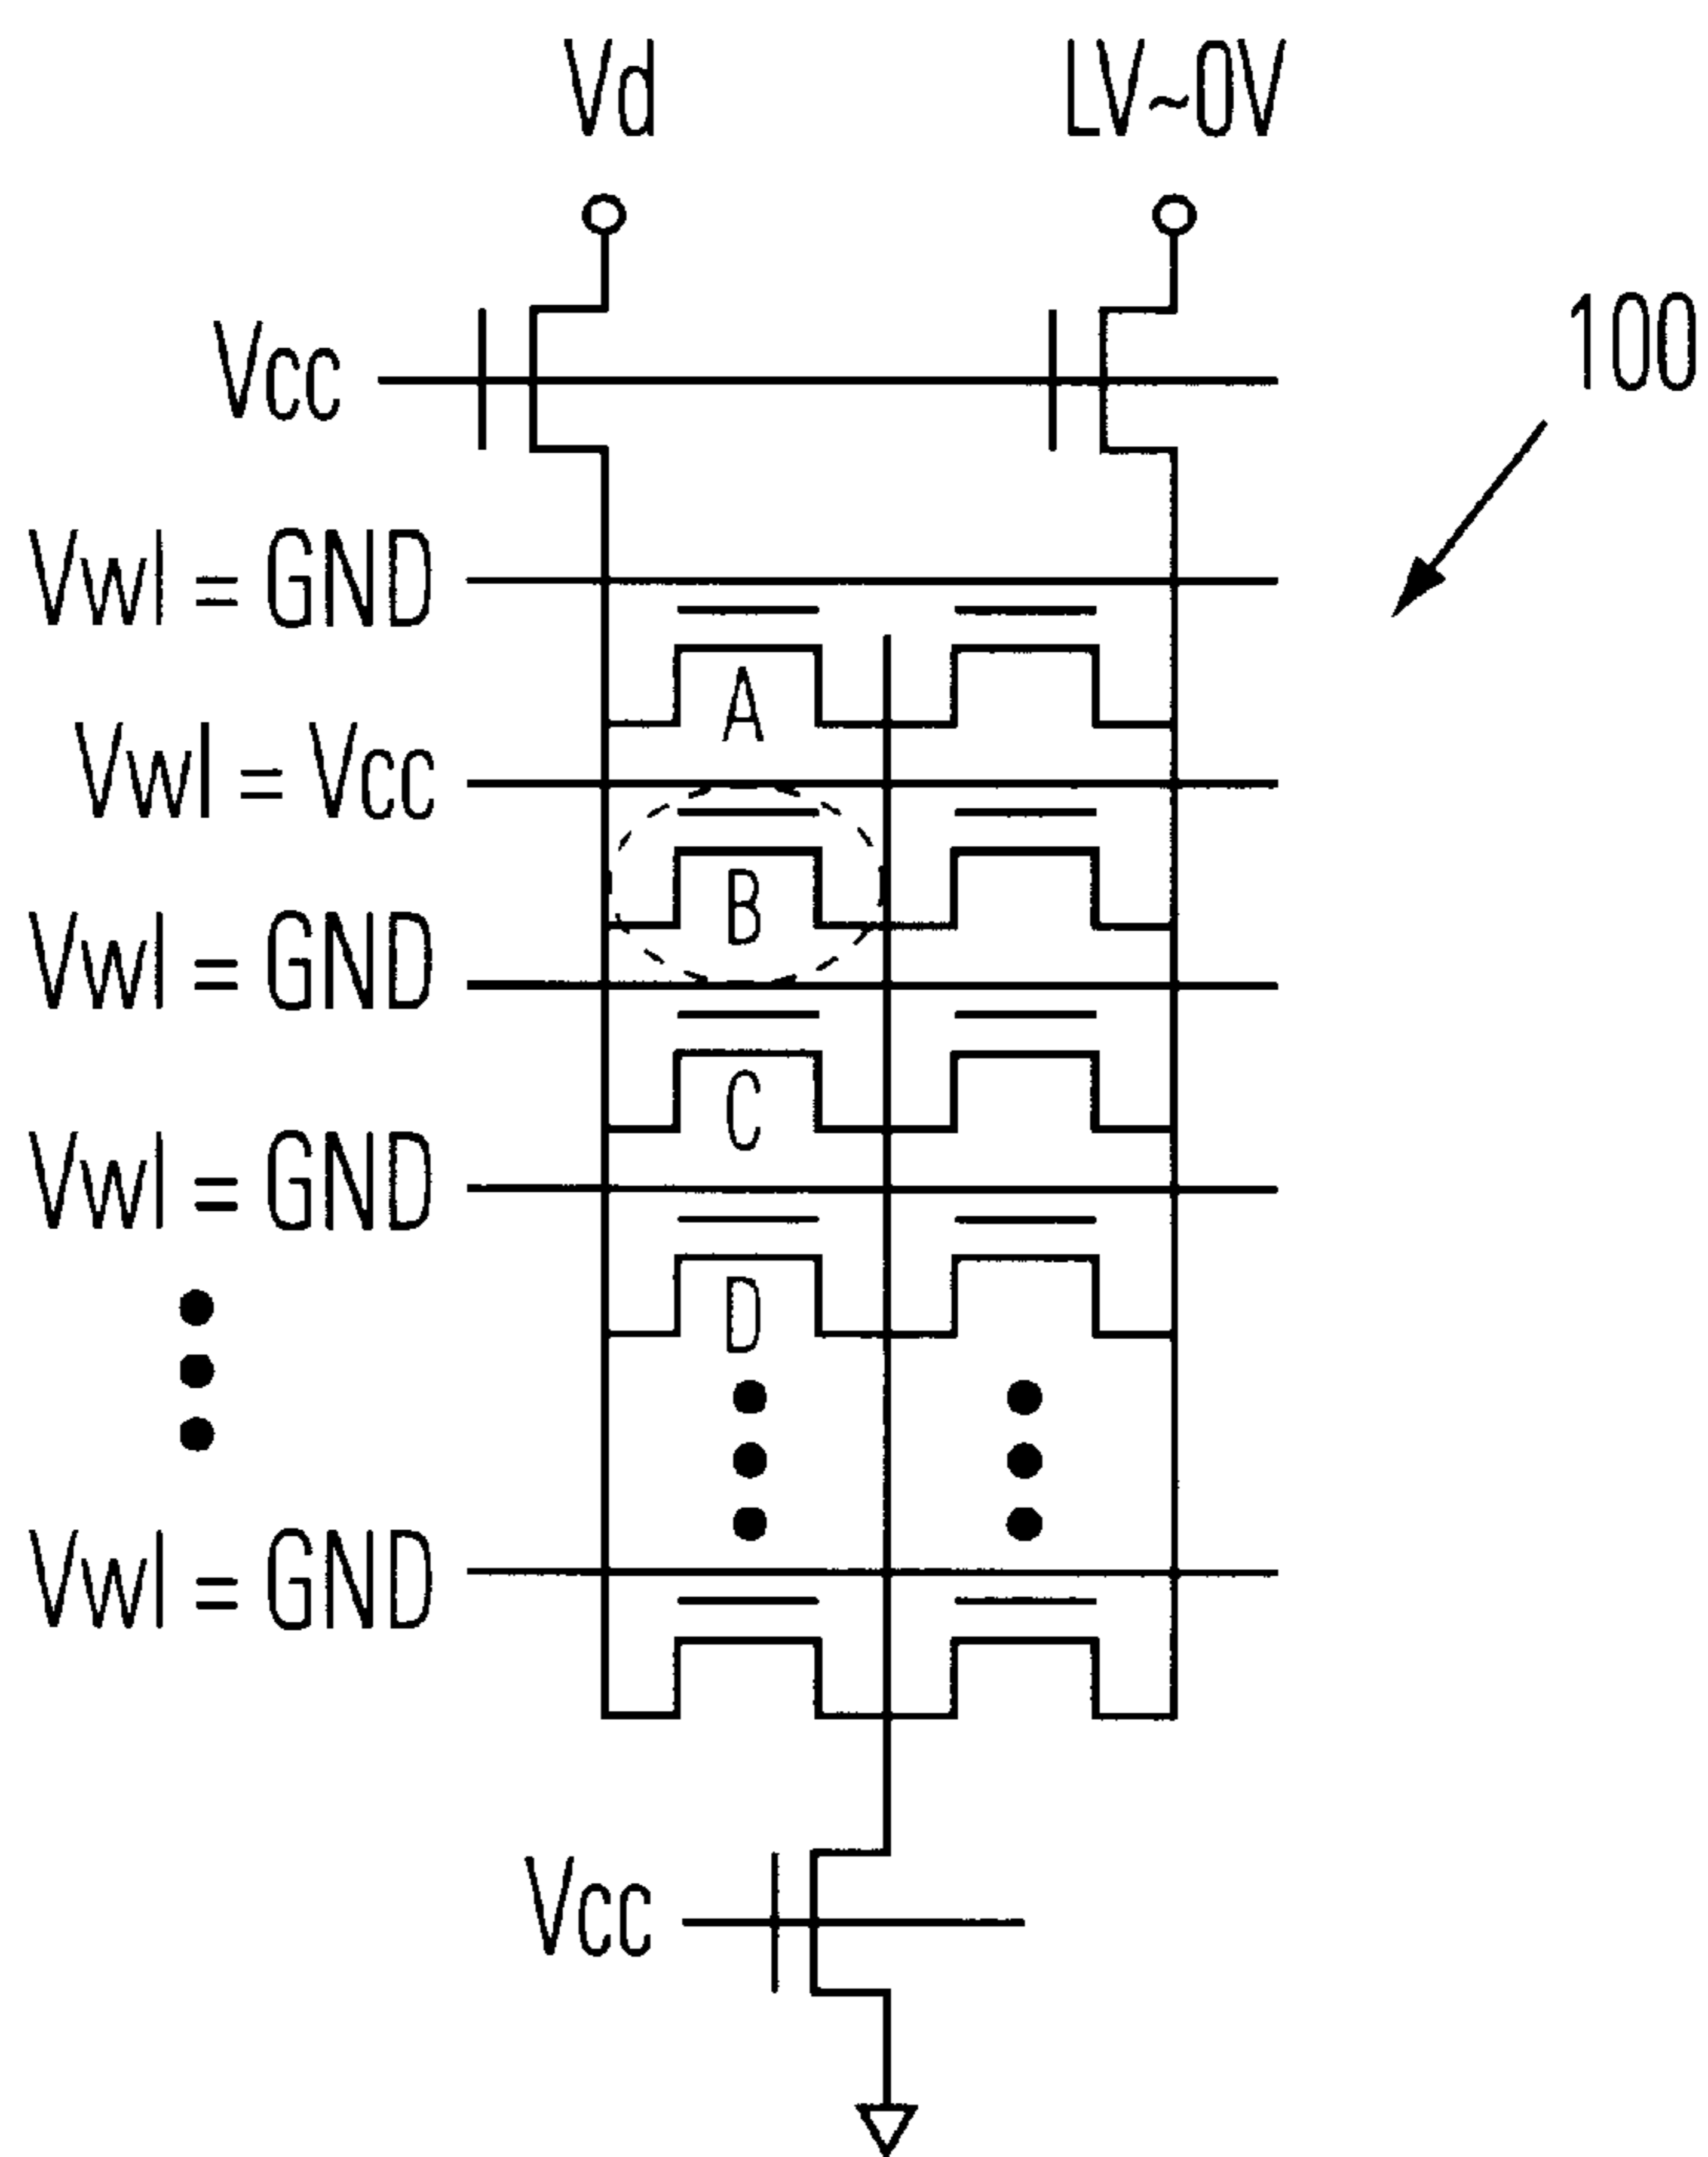 Vd
LV~0V
Vcc
100
Vwl = GND
A
Vwl = Vcc
B
Vwl = GND
C
Vwl = GND
D
Vwl = GND
Vcc